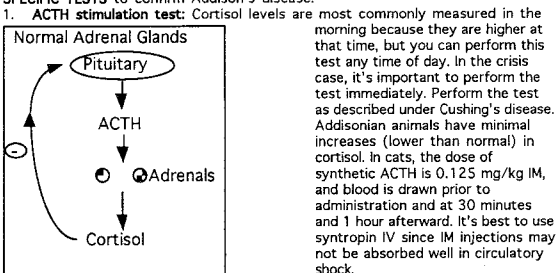 SPECIFIC TESTS to confirm Addison's disease.
1. ACTH stimulation test: Cortisol levels are most commonly measured in the
morning because they are higher at
that time, but you can perform this
test any time of day. In the crisis
case, it's important to perform the
test immediately. Perform the test
as described under Cushing's disease.
Addisonian animals have minimal
increases (lower than normal) in
cortisol. In cats, the dose of
synthetic ACTH is 0.125 mg/kg IM,
and blood is drawn prior to
administration and at 30 minutes
and 1 hour afterward. It's best to use
syntropin IV since IM injections may
not be absorbed well in circulatory
shock.
Normal Adrenal Glands
Pituitary
ACTH
-
Adrenals
Cortisol